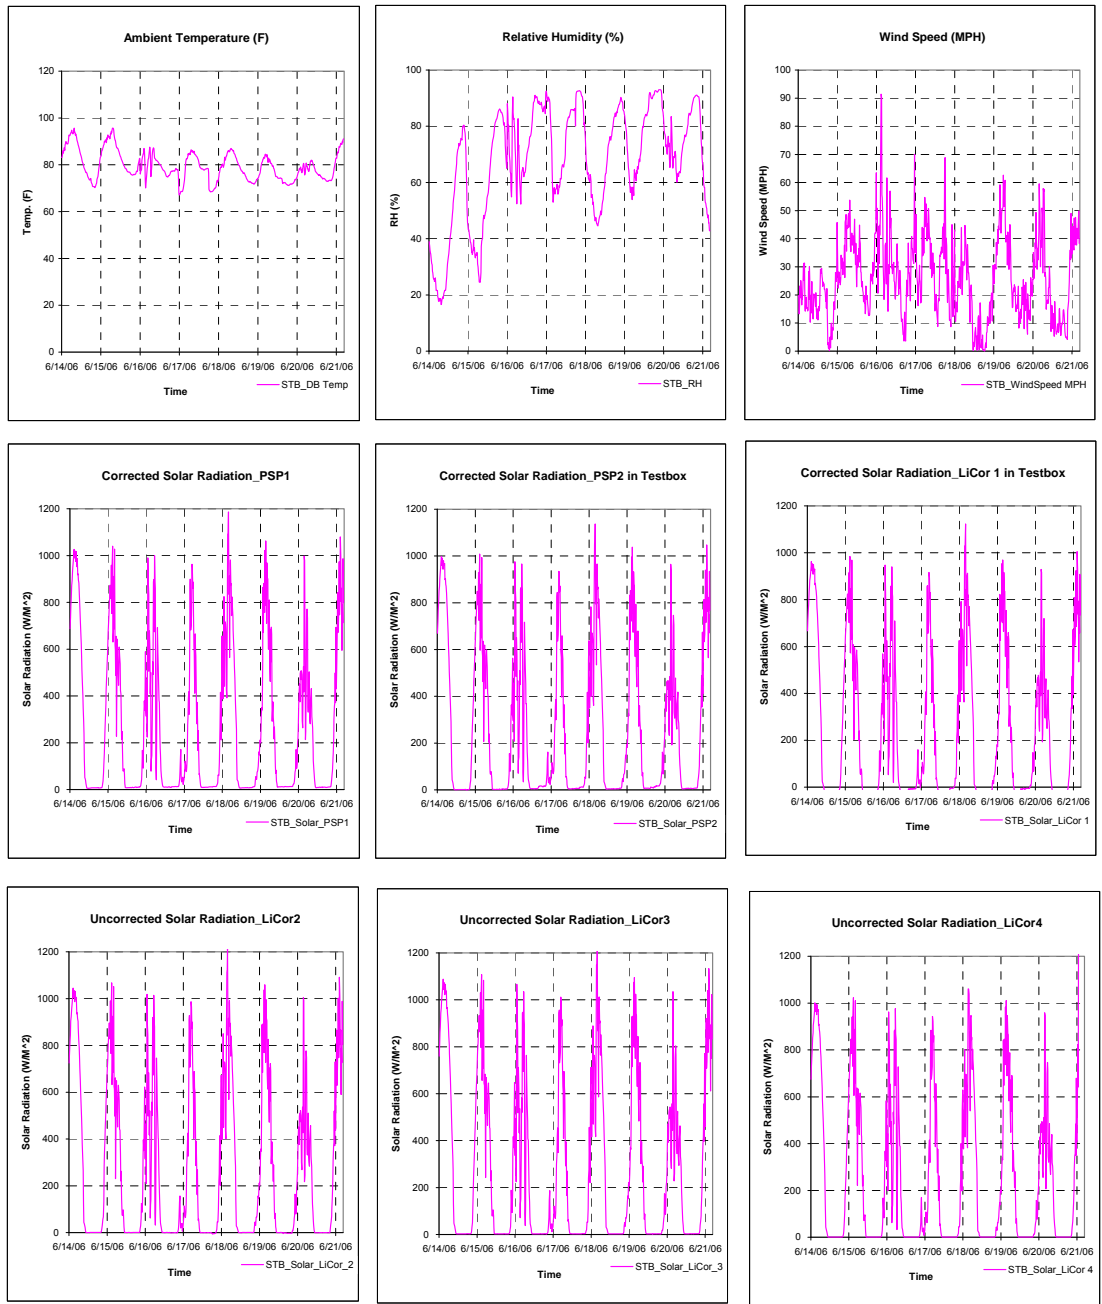 Ambient Temperature (F)
120
100
80
60
40
20
0
Temp. (F)
6/14/06 6/15/06 6/16/06 6/17/06 6/18/06 6/19/06 6/20/06 6/21/06
Time
STB_DB Temp
Relative Humidity (%)
100
80
60
40
20
0
RH (%)
6/14/06 6/15/06 6/16/06 6/17/06 6/18/06 6/19/06 6/20/06 6/21/06
STB_RH
Time
Wind Speed (MPH)
100
90
80
70
60
50
40
30
20
10
0
Wind Speed (MPH)
6/14/06 6/15/06 6/16/06 6/17/06 6/18/06 6/19/06 6/20/06 6/21/06
STB_WindSpeed MPH
Time
Corrected Solar Radiation_PSP1
1200
1000
800
600
400
200
0
Solar Radiation (W/M^2)
6/14/06 6/15/06 6/16/06 6/17/06 6/18/06 6/19/06 6/20/06 6/21/06
STB_Solar_PSP1
Time
Corrected Solar Radiation_PSP2 in Testbox
1200
1000
800
600
400
200
0
Solar Radiation (W/M^2)
6/14/06 6/15/06 6/16/06 6/17/06 6/18/06 6/19/06 6/20/06 6/21/06
STB_Solar_PSP2
Time
Corrected Solar Radiation_LiCor 1 in Testbox
1200
1000
800
600
400
200
0
Solar Radiation (W/M^2)
6/14/06 6/15/06 6/16/06 6/17/06 6/18/06 6/19/06 6/20/06 6/21/06
STB_Solar_LiCor 1
Time
Uncorrected Solar Radiation_LiCor2
1200
1000
800
600
400
200
0
Solar Radiation (W/M^2)
6/14/06 6/15/06 6/16/06 6/17/06 6/18/06 6/19/06 6/20/06 6/21/06
STB_Solar_LiCor_2
Time
Uncorrected Solar Radiation_LiCor3
1200
1000
800
600
400
200
0
Solar Radiation (W/M^2)
6/14/06 6/15/06 6/16/06 6/17/06 6/18/06 6/19/06 6/20/06 6/21/06
STB_Solar_LiCor_3
Time
Uncorrected Solar Radiation_LiCor4
1200
1000
800
600
400
200
0
Solar Radiation (W/M^2)
6/14/06 6/15/06 6/16/06 6/17/06 6/18/06 6/19/06 6/20/06 6/21/06
STB_Solar_LiCor 4
Time